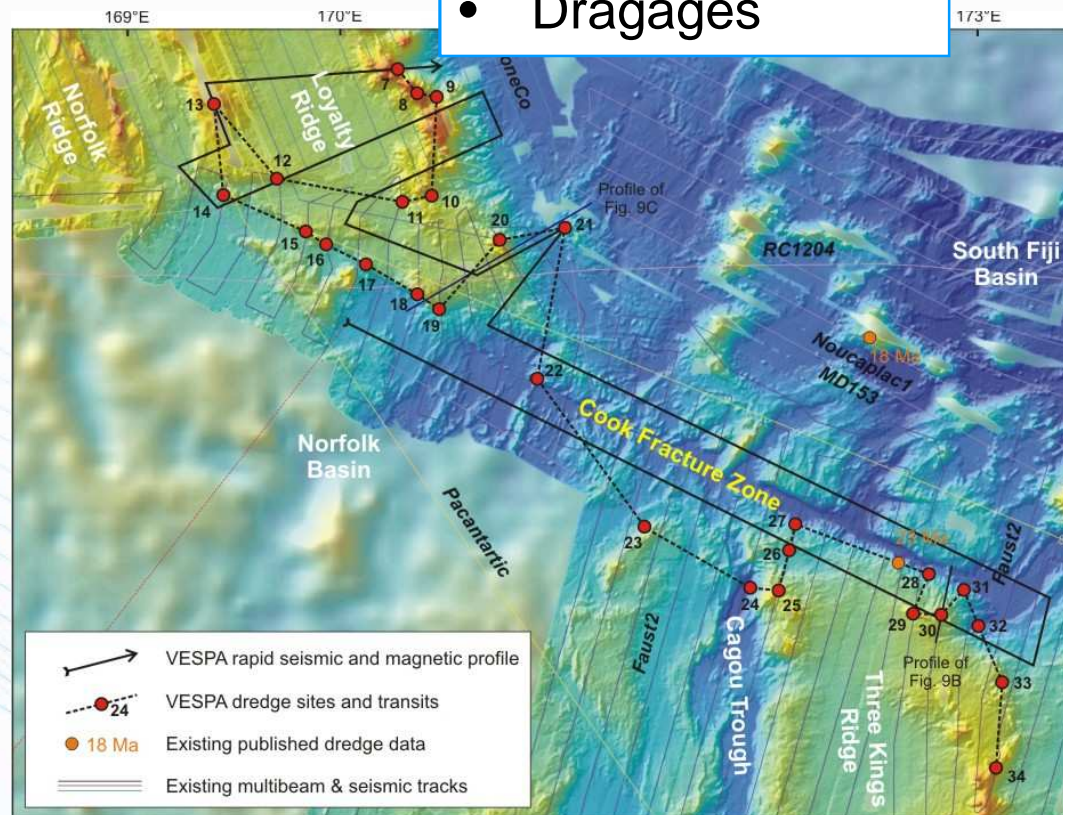 • Dragages
169°E
170°E
173°E
Norfolk
Ridge
Loyalty
Ridge
oneCo
7
8
9
13
12
14
11
10
15
16
17
18
19
20
21
Profile of
Fig. 9C
RC1204
South Fiji
Basin
18 Ma
Noucaplac1
MD153
22
Cook Fracture Zone
Norfolk
Basin
Pacantartic
23
27
26
24
25
28
29
30
31
32
33
34
Faust2
Faust2
Cagou Trough
Three Kings
Ridge
Profile of
Fig. 9B
VESPA rapid seismic and magnetic profile
24
VESPA dredge sites and transits
18 Ma
Existing published dredge data
Existing multibeam & seismic tracks